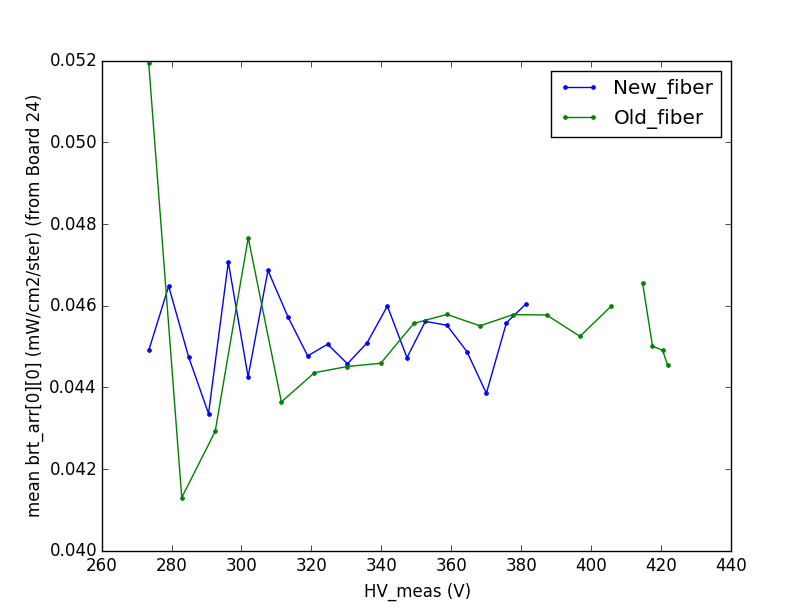 0.052
0.050
0.048
0.046
0.044
0.042
0.040
260 280 300 320 340 360 380 400 420 440
HV_meas (V)
mean brt_arr[0][0] (mW/cm2/ster) (from Board 24)
New_fiber
Old_fiber